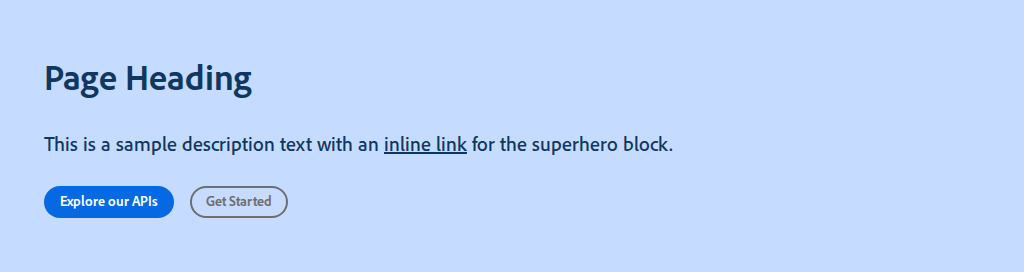 Page Heading
This is a sample description text with an inline link for the superhero block.
Explore our APIs
Get Started